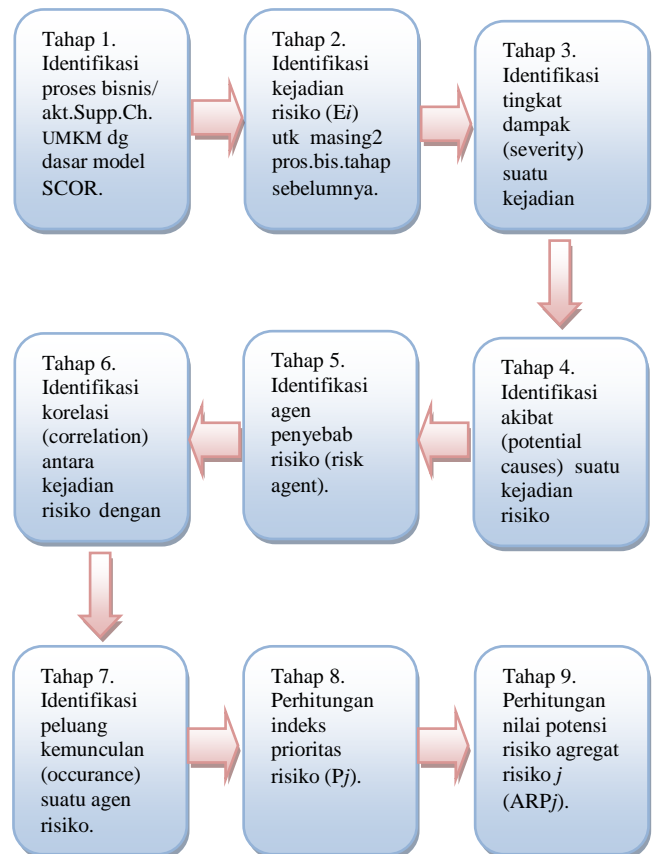 Tahap 1.
Identifikasi
proses bisnis/
akt.Supp.Ch.
UMKM dg
dasar model
SCOR.
Tahap 2.
Identifikasi
kejadian
risiko (Ei)
utk masing2
pros.bis.tahap
sebelumnya.
Tahap 3.
Identifikasi
tingkat
dampak
(severity)
suatu
kejadian
Tahap 4.
Identifikasi
akibat
(potential
causes) suatu
kejadian
risiko
Tahap 5.
Identifikasi
agen
penyebab
risiko (risk
agent).
Tahap 6.
Identifikasi
korelasi
(correlation)
antara
kejadian
risiko dengan
Tahap 7.
Identifikasi
peluang
kemunculan
(occurance)
suatu agen
risiko.
Tahap 8.
Perhitungan
indeks
prioritas
risiko (Pj).
Tahap 9.
Perhitungan
nilai potensi
risiko agregat
risiko j
(ARPj).